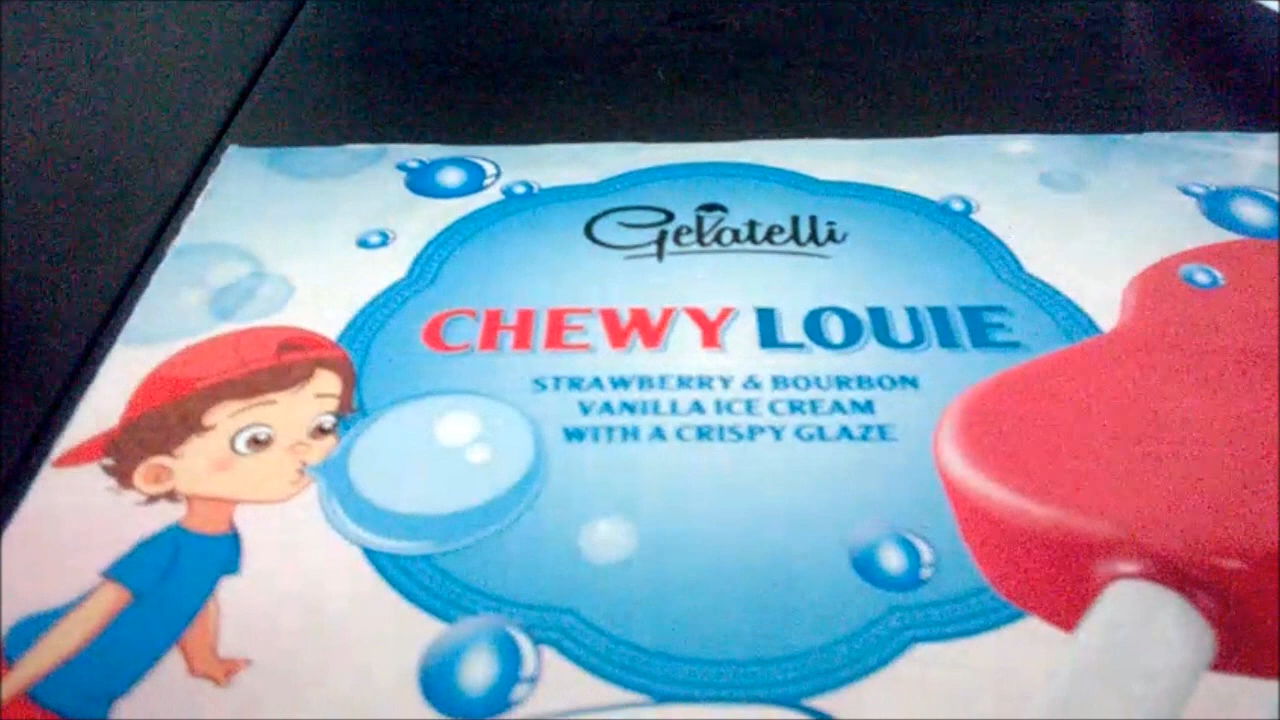 Gelatelli
CHEWY LOUIE
STRAWBERRY & BOURBON
VANILLA ICE CREAM
WITH A CRISPY GLAZE